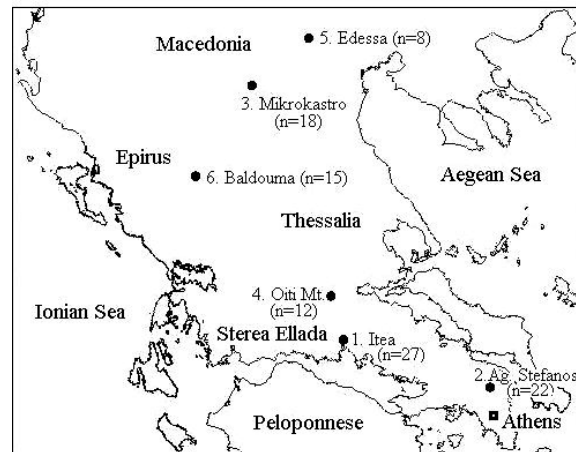 Macedonia
5. Edessa (n=8)
3. Mikrokastro
(n=18)
Epirus
6. Baldouma (n=15)
Aegean Sea
Thessalia
4. Oiti Mt.
(n=12)
Ionian Sea
Sterea Ellada
1. Itea
(n=27)
2.Ag. Stefanos
(n=22)
Peloponnese
Athens